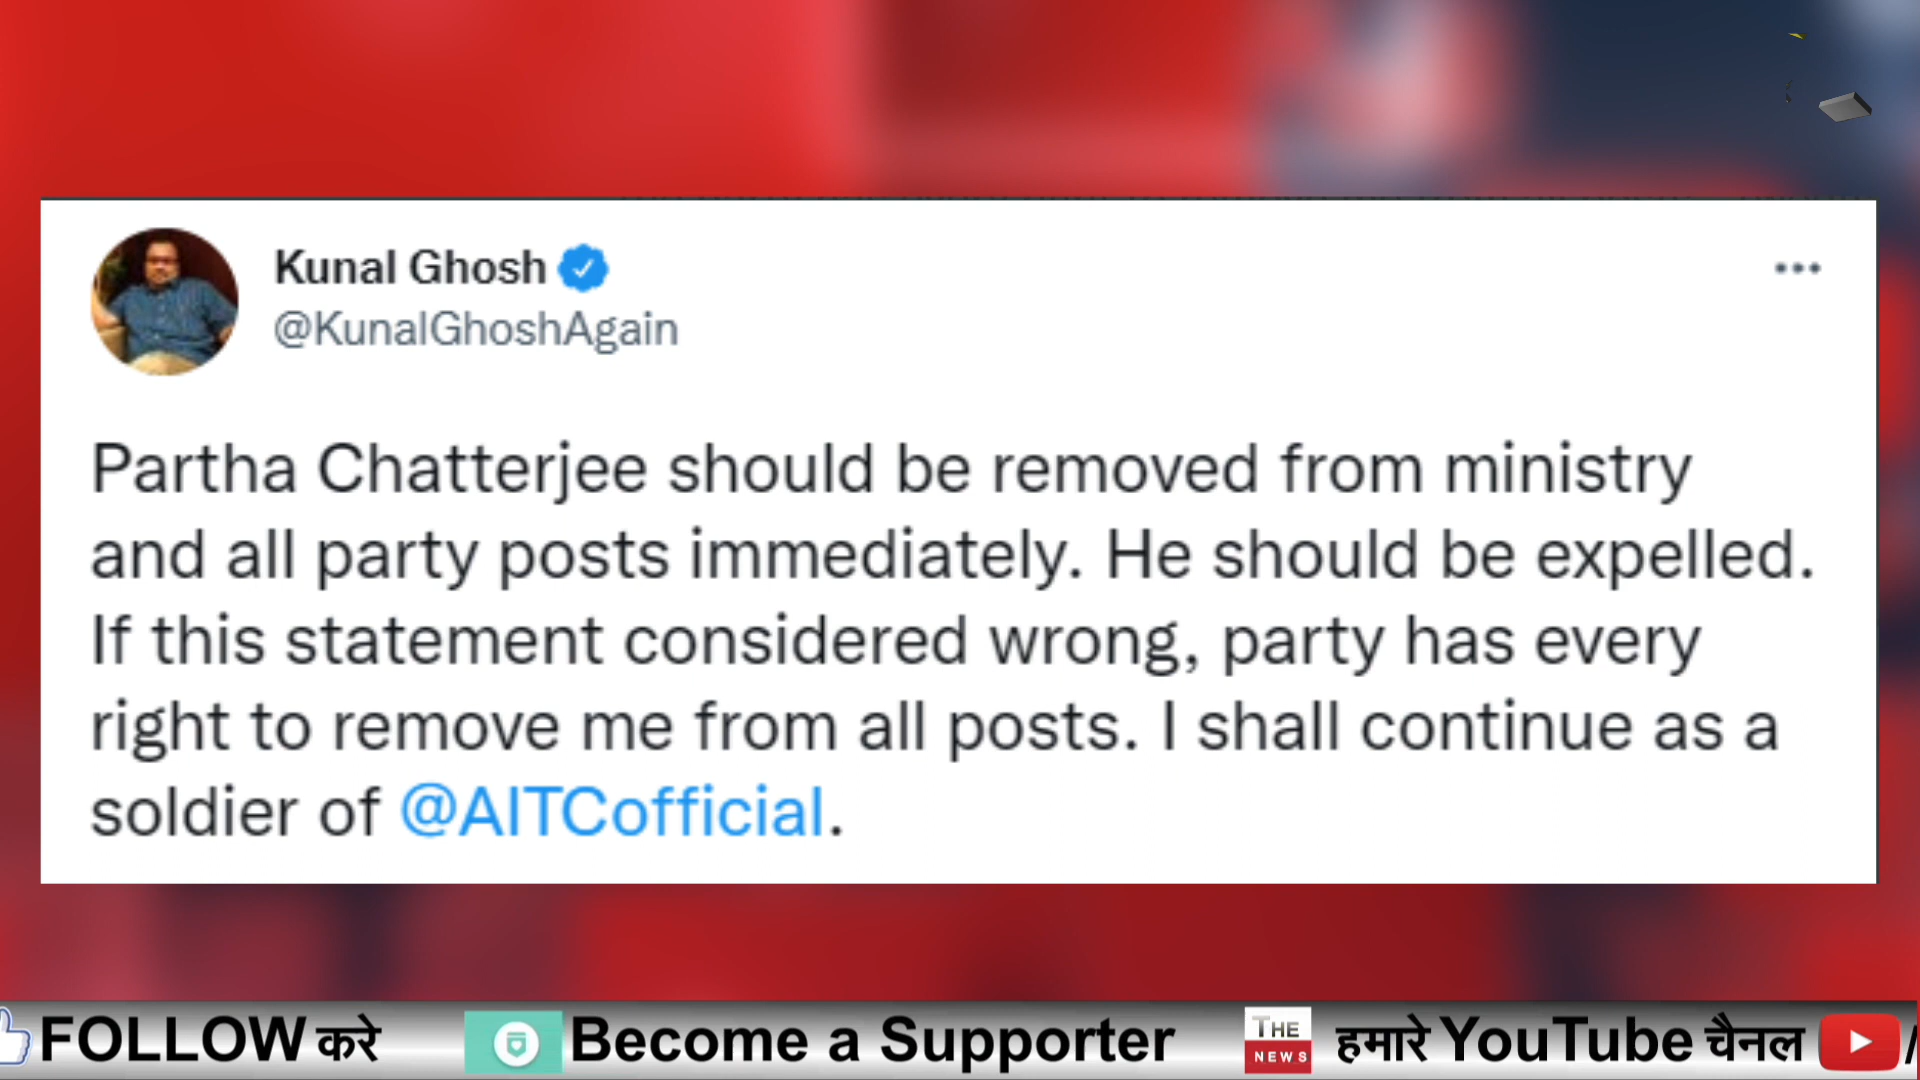 Kunal Ghosh
@KunalGhoshAgain
Partha Chatterjee should be removed from ministry
and all party posts immediately. He should be expelled.
If this statement considered wrong, party has every
right to remove me from all posts. I shall continue as a
soldier of @AITCofficial.
FOLLOW करे Become a Supporter THE NEWS हमारे YouTube चैनल